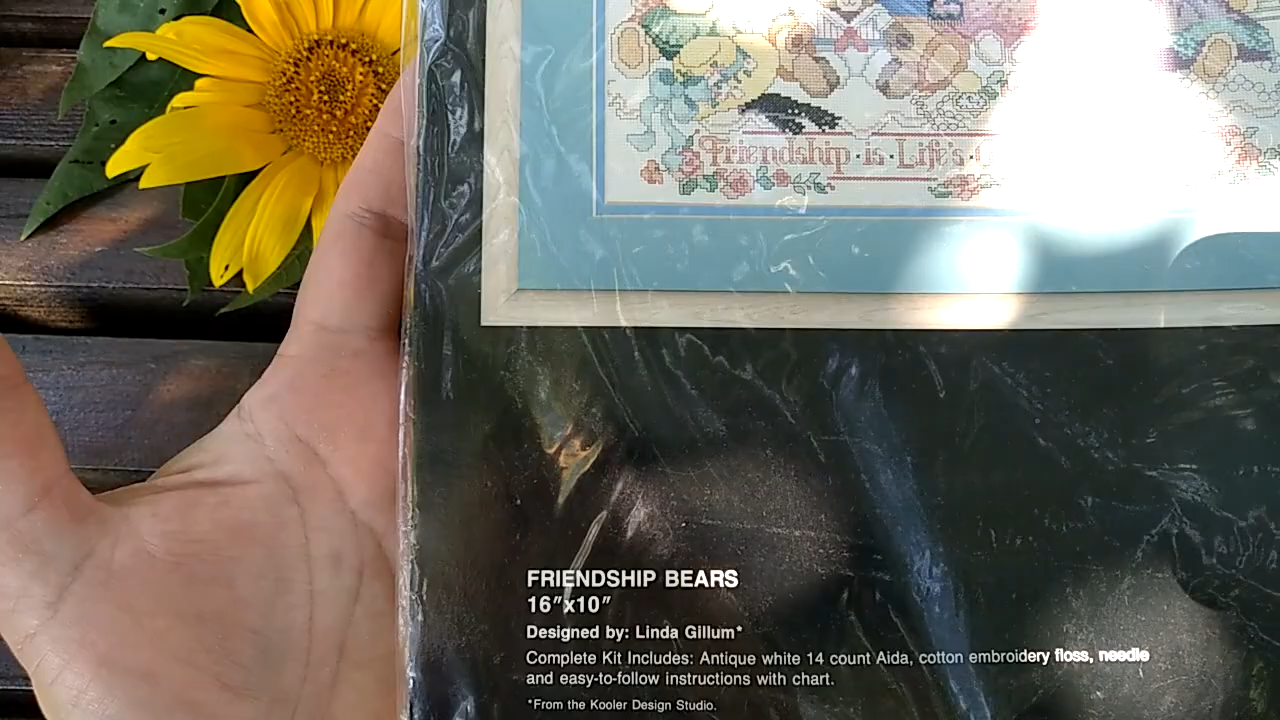 Friendship·is·Life's
FRIENDSHIP BEARS
16″x10″
Designed by: Linda Gillum*
Complete Kit Includes: Antique white 14 count Aida, cotton embroidery floss, needle
and easy-to-follow instructions with chart.
*From the Kooler Design Studio.